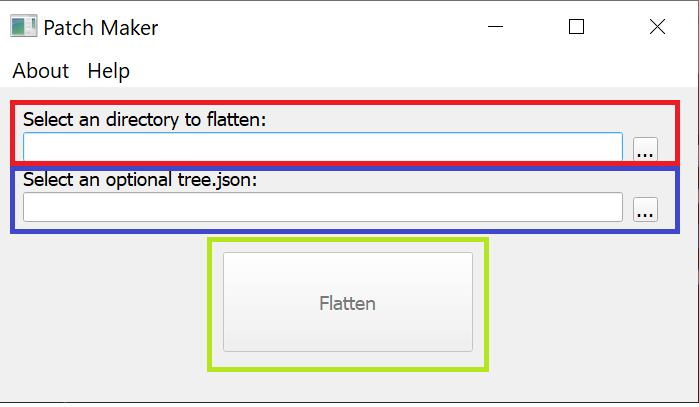 Patch Maker
About Help
Select an directory to flatten:
...
Select an optional tree.json:
...
Flatten